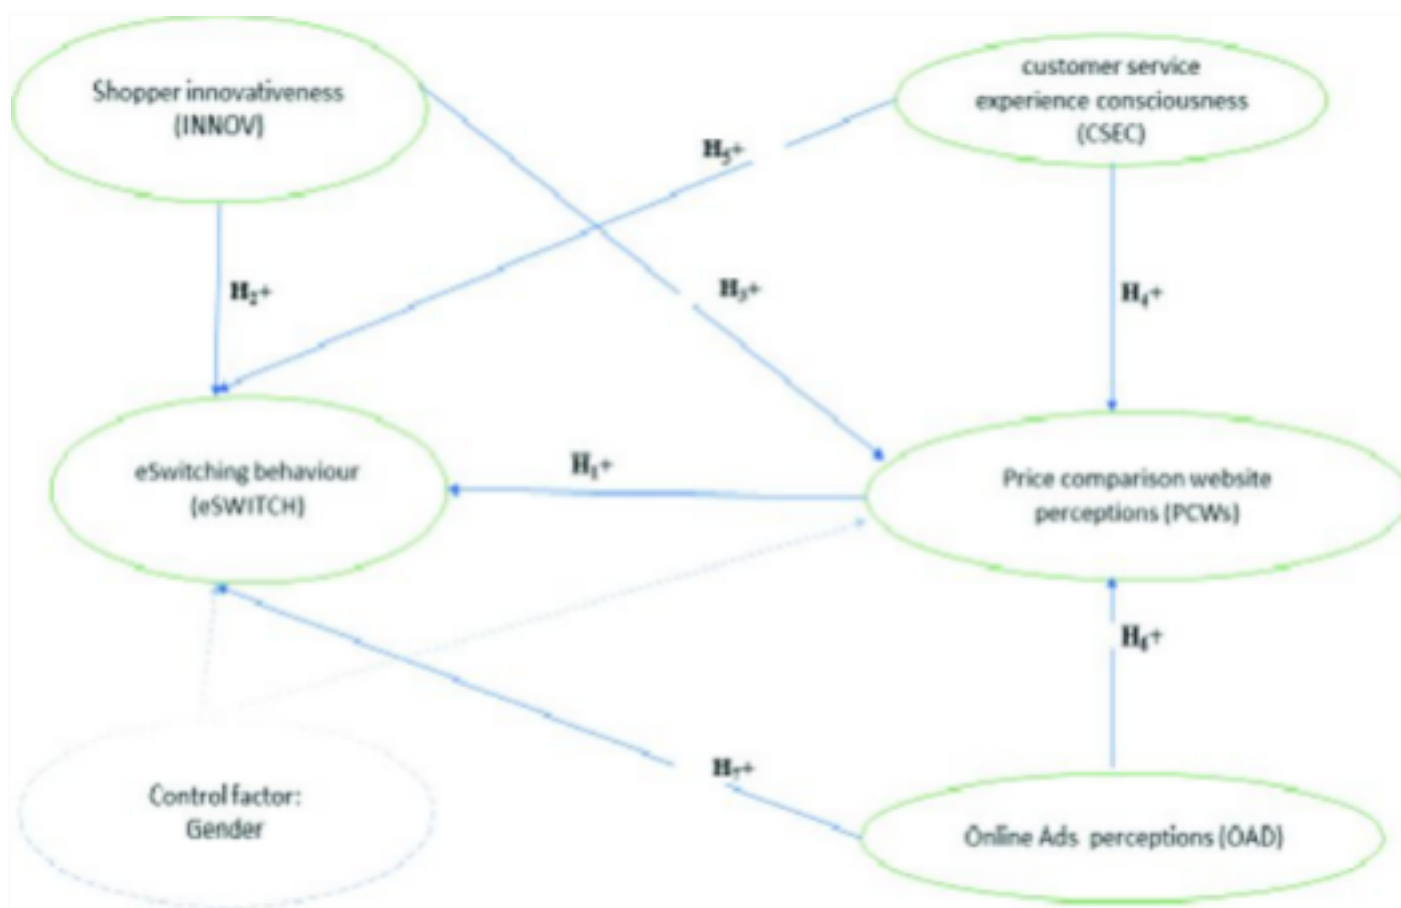 Shopper innovativeness
(INNOV)
customer service
experience consciousness
(CSEC)
H₅+
H₂+
H₃+
H₄+
eSwitching behaviour
(eSWITCH)
H₁+
Price comparison website
perceptions (PCWs)
H₆+
Control factor:
Gender
H₇+
Online Ads perceptions (OAD)